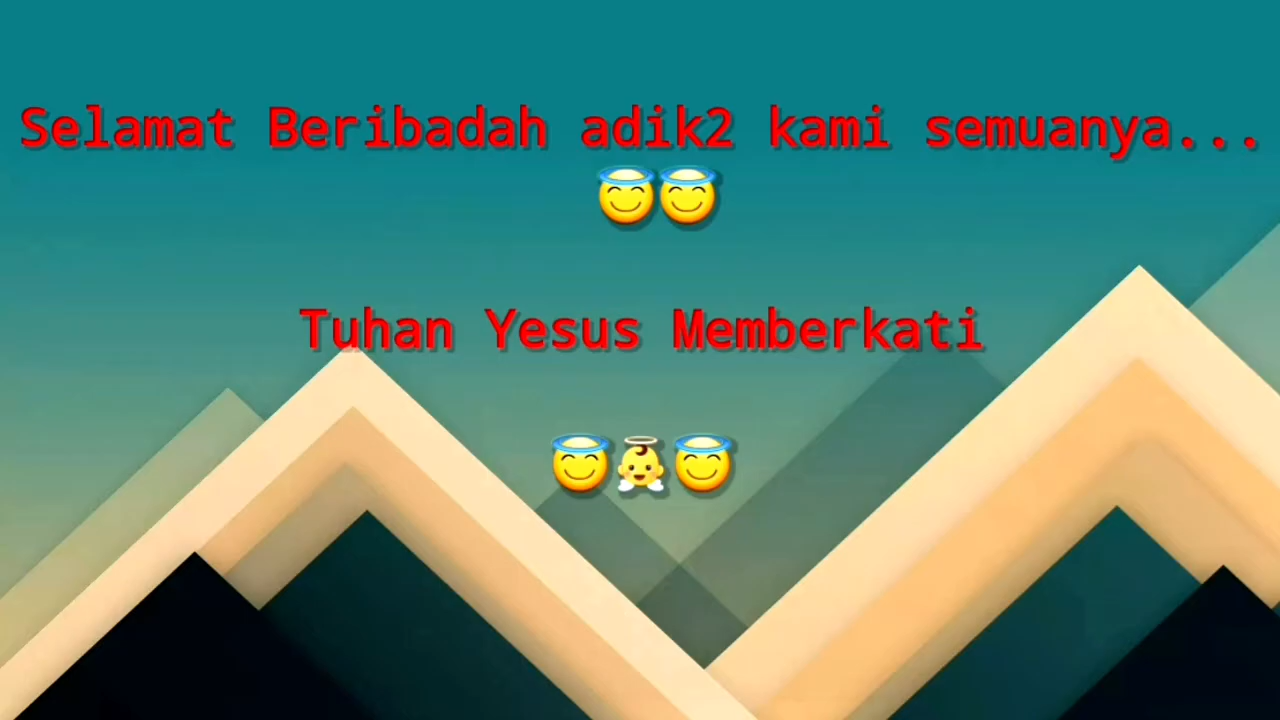 Selamat Beribadah adik2 kami semuanya...
😇😇
Tuhan Yesus Memberkati
😇👼😇